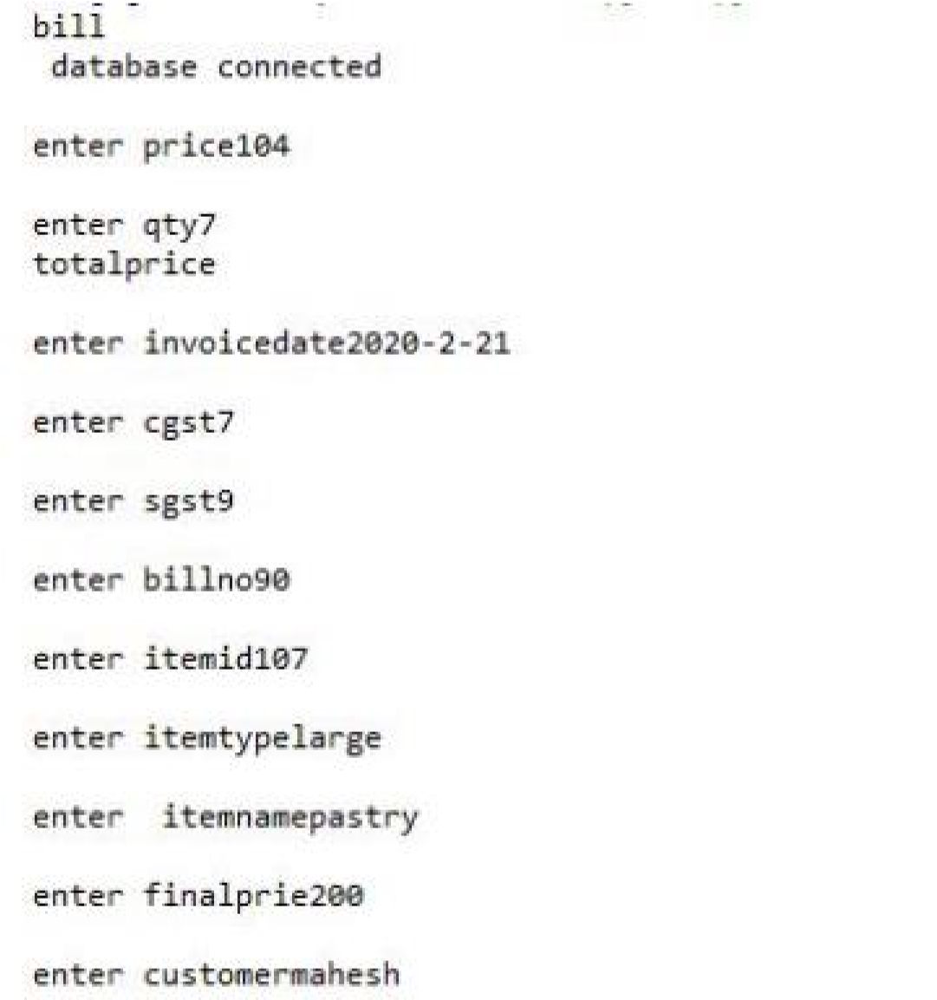 bill
database connected
enter price104
enter qty7
totalprice
enter invoicedate2020-2-21
enter cgst7
enter sgst9
enter billno90
enter itemid107
enter itemtypelarge
enter  itemnamepastry
enter finalprie200
enter customermahesh